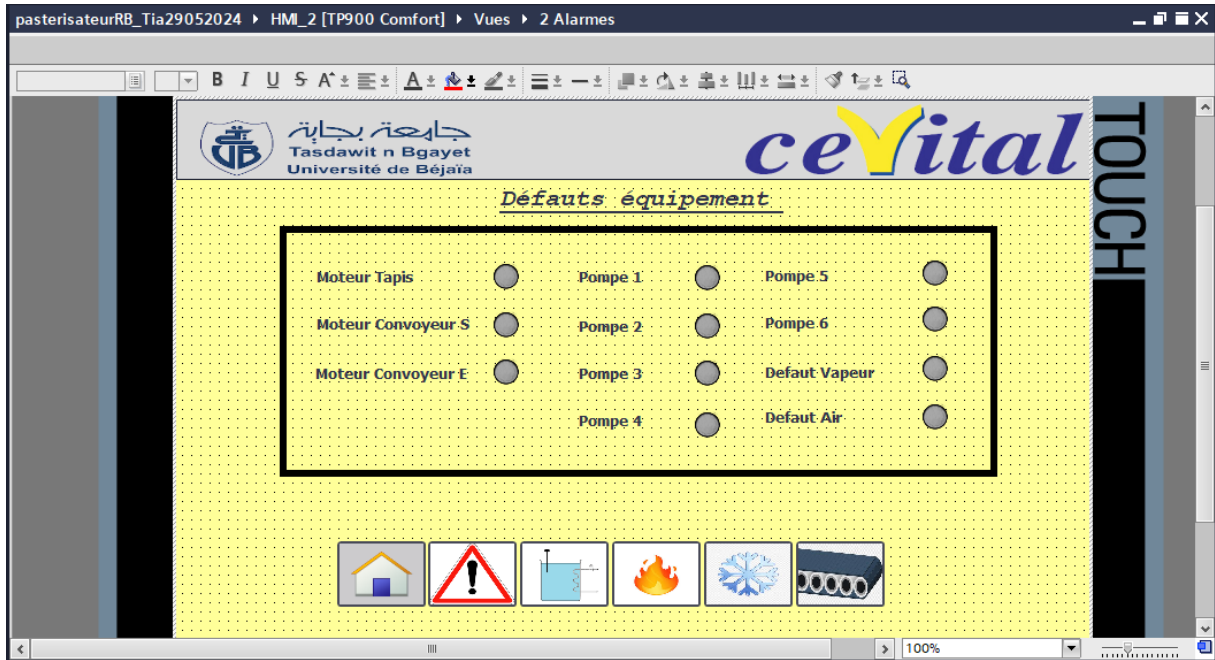 pasterisateurRB_Tia29052024 ▸ HMI_2 [TP900 Comfort] ▸ Vues ▸ 2 Alarmes
B I U S A A
جامعة بجاية
Tasdawit n Bgayet
Université de Béjaïa
cevital
TOUCH
Défauts équipement
Moteur Tapis
Pompe 1
Pompe 5
Moteur Convoyeur S
Pompe 2
Pompe 6
Moteur Convoyeur E
Pompe 3
Defaut Vapeur
Pompe 4
Defaut Air
100%